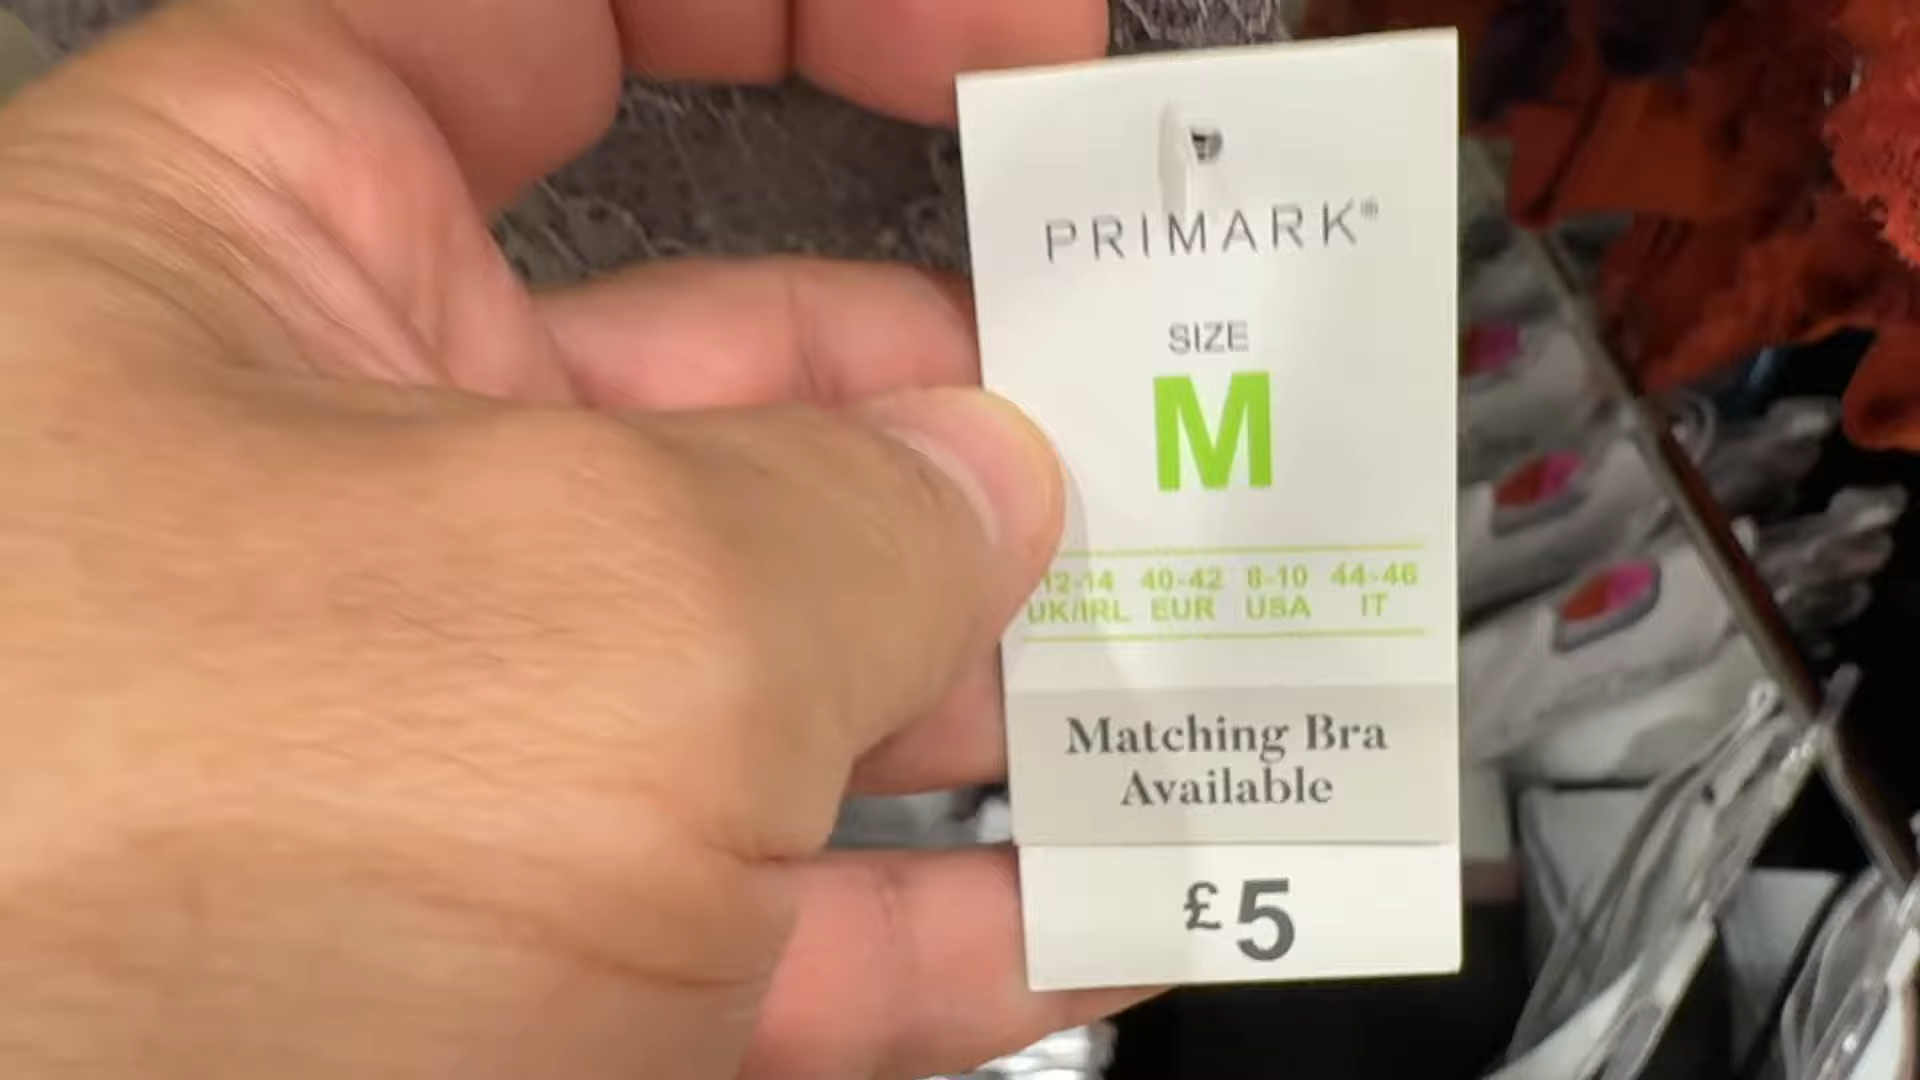 PRIMARK®
SIZE
M
12-14 40-42 8-10 44-46
UK/IRL EUR USA IT
Matching Bra
Available
£5